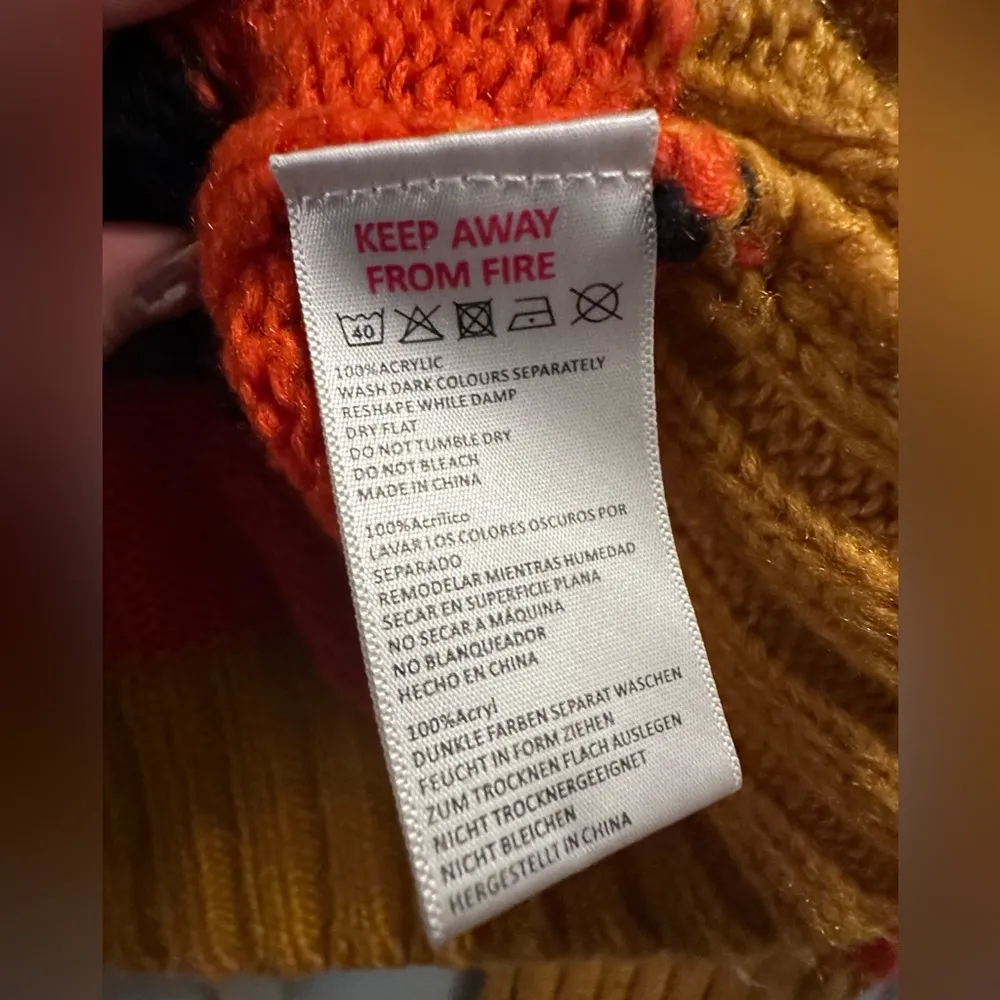 KEEP AWAY
FROM FIRE
40
100%ACRYLIC
WASH DARK COLOURS SEPARATELY
RESHAPE WHILE DAMP
DRY FLAT
DO NOT TUMBLE DRY
DO NOT BLEACH
MADE IN CHINA
100%Acrílico
LAVAR LOS COLORES OSCUROS POR
SEPARADO
REMODELAR MIENTRAS HUMEDAD
SECAR EN SUPERFICIE PLANA
NO SECAR A MÁQUINA
NO BLANQUEADOR
HECHO EN CHINA
100%Acryl
DUNKLE FARBEN SEPARAT WASCHEN
FEUCHT IN FORM ZIEHEN
ZUM TROCKNEN FLACH AUSLEGEN
NICHT TROCKNERGEEIGNET
NICHT BLEICHEN
HERGESTELLT IN CHINA